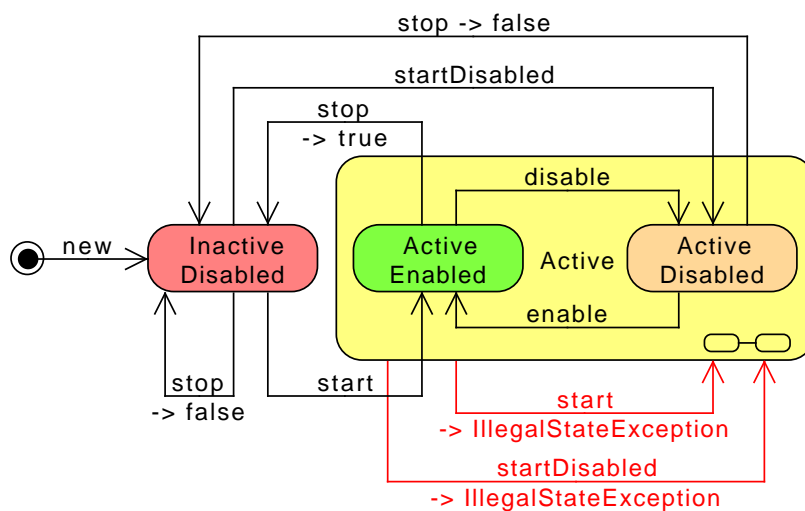 stop -> false
startDisabled
stop
-> true
disable
new
Inactive
Disabled
Active
Enabled
Active
Active
Disabled
enable
stop
-> false
start
start
-> IllegalStateException
startDisabled
-> IllegalStateException